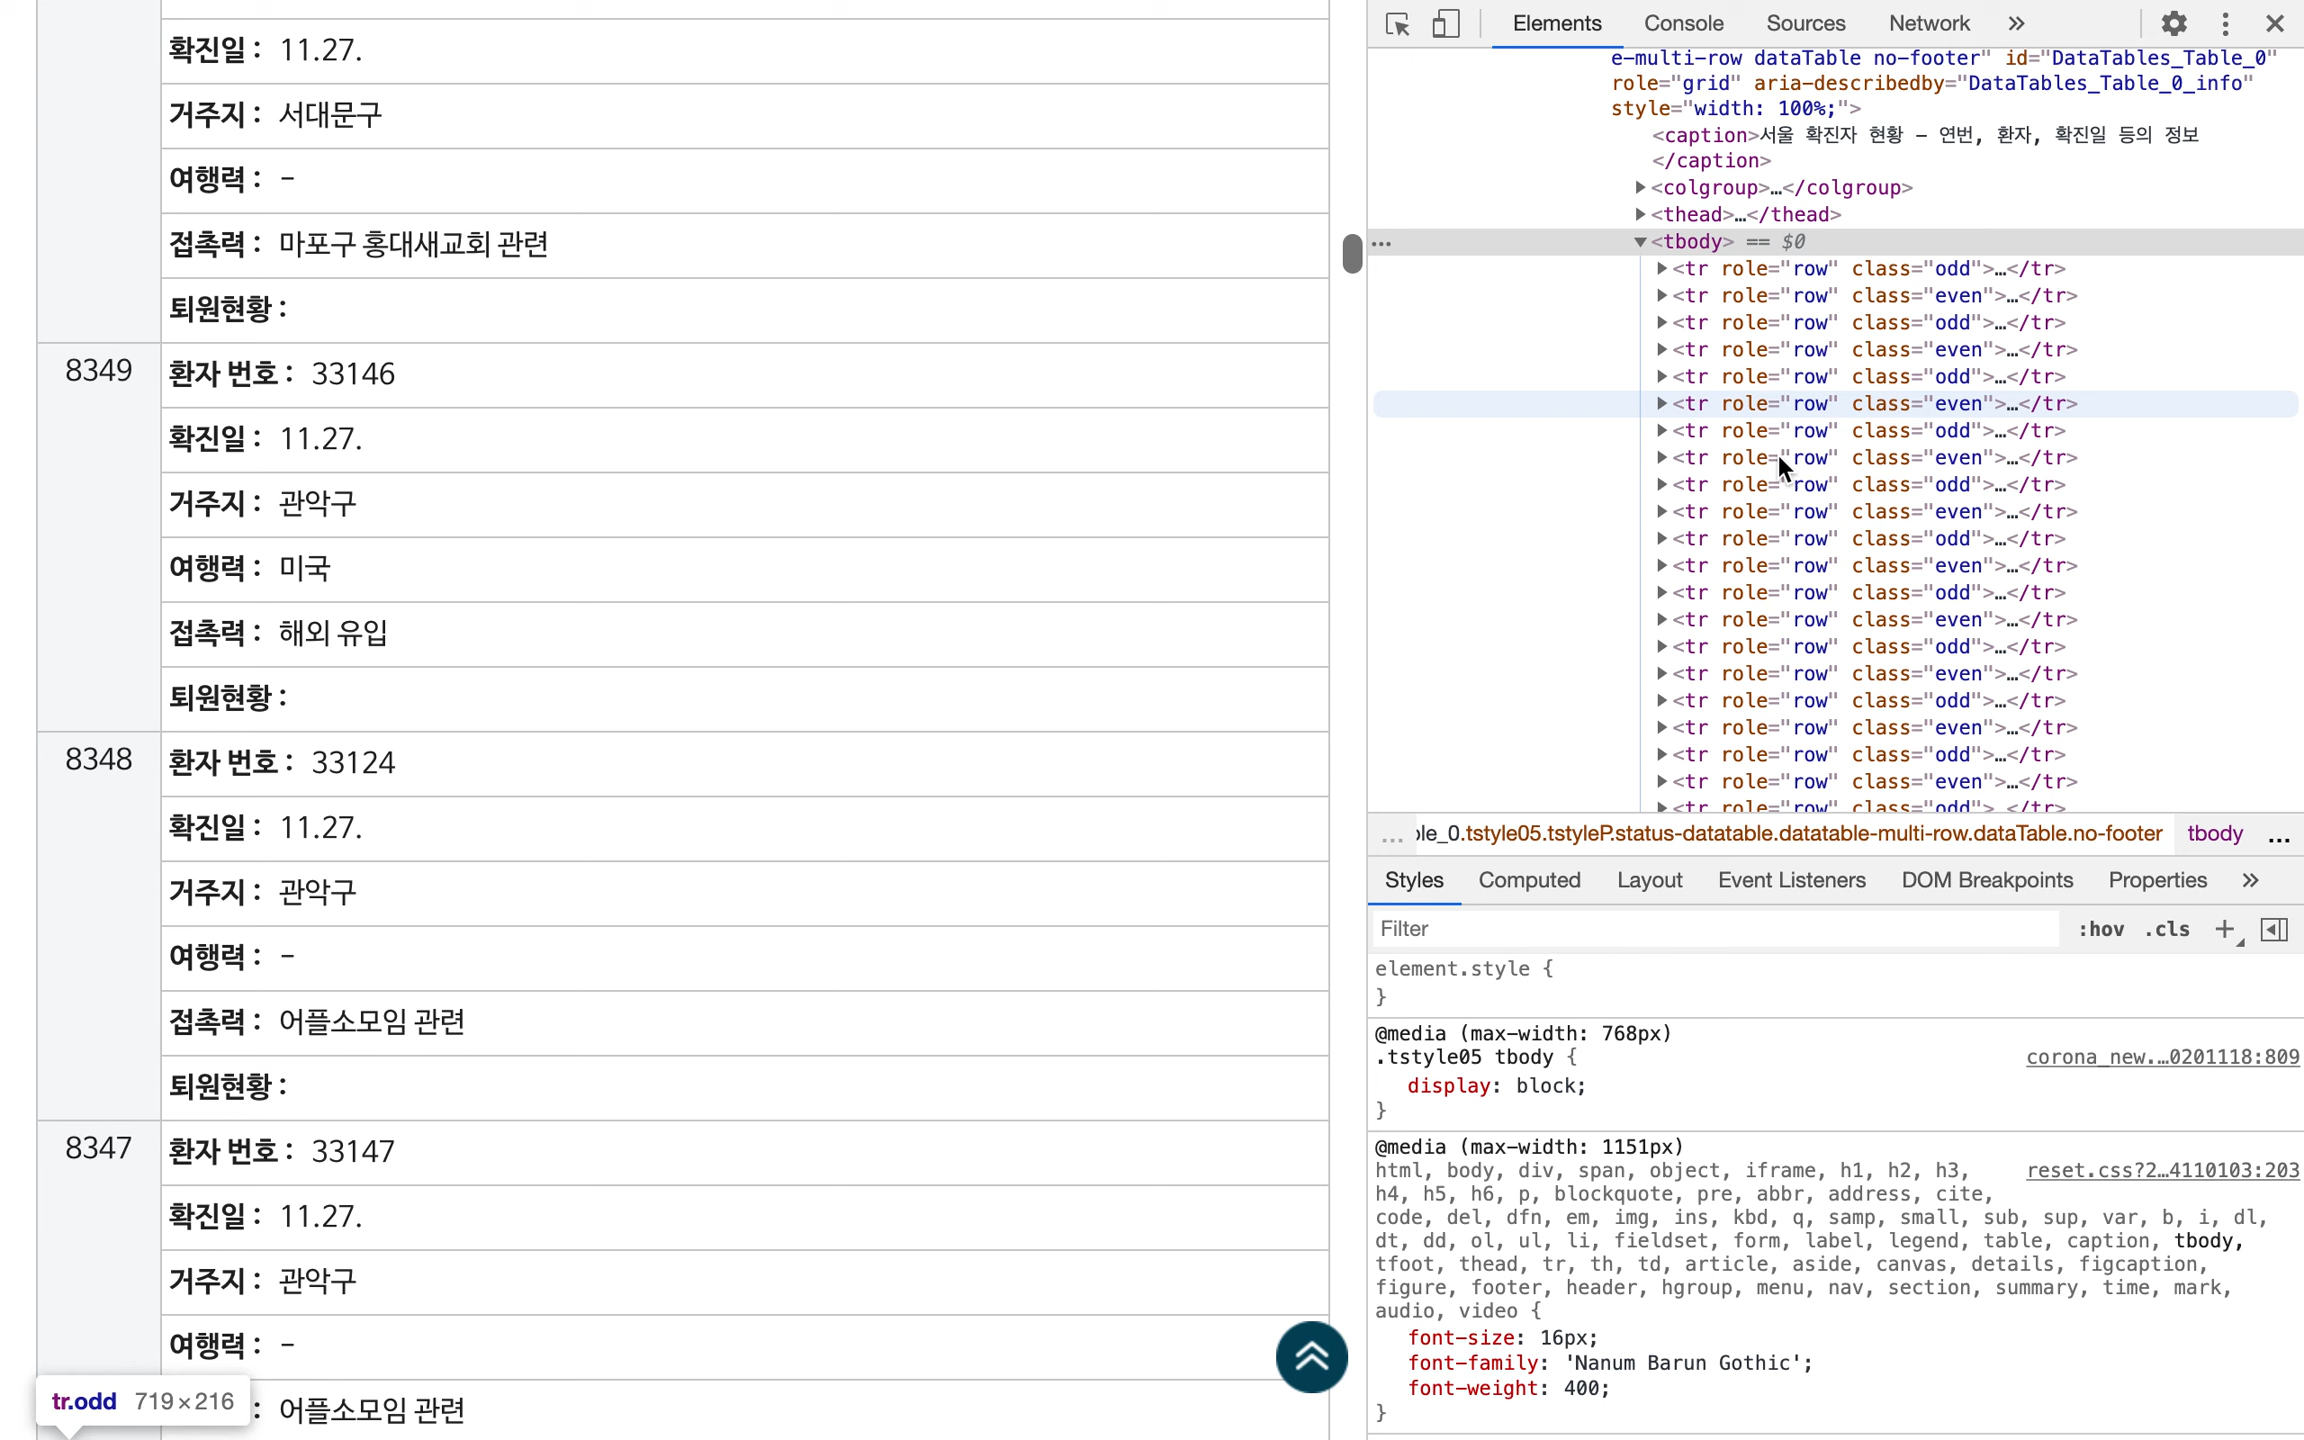 확진일 : 11.27.
거주지 : 서대문구
여행력 : -
접촉력 : 마포구 홍대새교회 관련
퇴원현황 :
8349 환자 번호 : 33146
확진일 : 11.27.
거주지 : 관악구
여행력 : 미국
접촉력 : 해외 유입
퇴원현황 :
8348 환자 번호 : 33124
확진일 : 11.27.
거주지 : 관악구
여행력 : -
접촉력 : 어플소모임 관련
퇴원현황 :
8347 환자 번호 : 33147
확진일 : 11.27.
거주지 : 관악구
여행력 : -
: 어플소모임 관련
tr.odd 719×216
Elements Console Sources Network »
e-multi-row dataTable no-footer" id="DataTables_Table_0"
role="grid" aria-describedby="DataTables_Table_0_info"
style="width: 100%;">
<caption>서울 확진자 현황 - 연번, 환자, 확진일 등의 정보
</caption>
<colgroup>…</colgroup>
<thead>…</thead>
… <tbody> == $0
<tr role="row" class="odd">…</tr>
<tr role="row" class="even">…</tr>
<tr role="row" class="odd">…</tr>
<tr role="row" class="even">…</tr>
<tr role="row" class="odd">…</tr>
<tr role="row" class="even">…</tr>
<tr role="row" class="odd">…</tr>
<tr role="row" class="even">…</tr>
<tr role="row" class="odd">…</tr>
<tr role="row" class="even">…</tr>
<tr role="row" class="odd">…</tr>
<tr role="row" class="even">…</tr>
<tr role="row" class="odd">…</tr>
<tr role="row" class="even">…</tr>
<tr role="row" class="odd">…</tr>
<tr role="row" class="even">…</tr>
<tr role="row" class="odd">…</tr>
<tr role="row" class="even">…</tr>
<tr role="row" class="odd">…</tr>
<tr role="row" class="even">…</tr>
<tr role="row" class="odd">…</tr>
… ole_0.tstyle05.tstyleP.status-datatable.datatable-multi-row.dataTable.no-footer tbody …
Styles Computed Layout Event Listeners DOM Breakpoints Properties »
Filter :hov .cls +
element.style {
}
@media (max-width: 768px)
.tstyle05 tbody { corona_new.…0201118:809
display: block;
}
@media (max-width: 1151px)
html, body, div, span, object, iframe, h1, h2, h3, reset.css?2…4110103:203
h4, h5, h6, p, blockquote, pre, abbr, address, cite,
code, del, dfn, em, img, ins, kbd, q, samp, small, sub, sup, var, b, i, dl,
dt, dd, ol, ul, li, fieldset, form, label, legend, table, caption, tbody,
tfoot, thead, tr, th, td, article, aside, canvas, details, figcaption,
figure, footer, header, hgroup, menu, nav, section, summary, time, mark,
audio, video {
font-size: 16px;
font-family: 'Nanum Barun Gothic';
font-weight: 400;
}